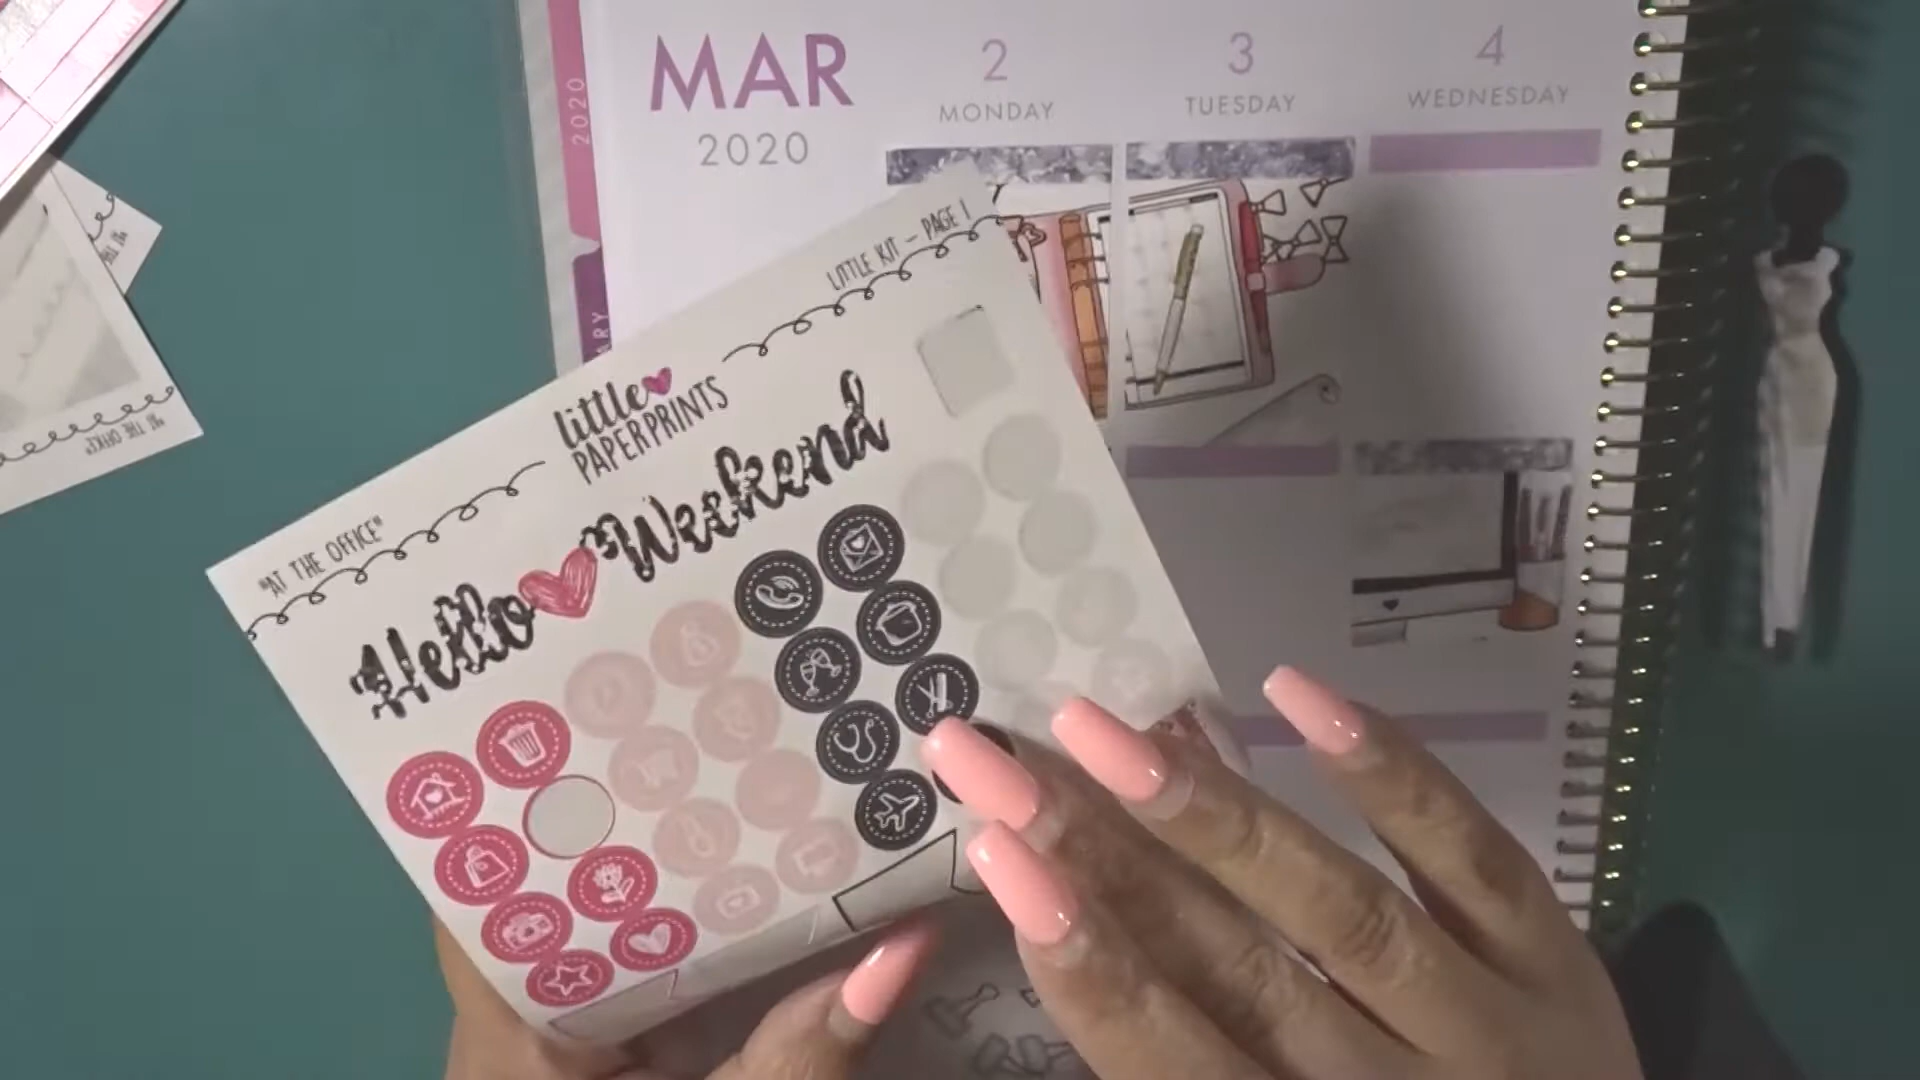 MAR
2020
2
MONDAY
3
TUESDAY
4
WEDNESDAY
2020
"AT THE OFFICE"
little
PAPERPRINTS
LITTLE KIT - PAGE 1
Hello Weekend
"AT THE OFFICE"